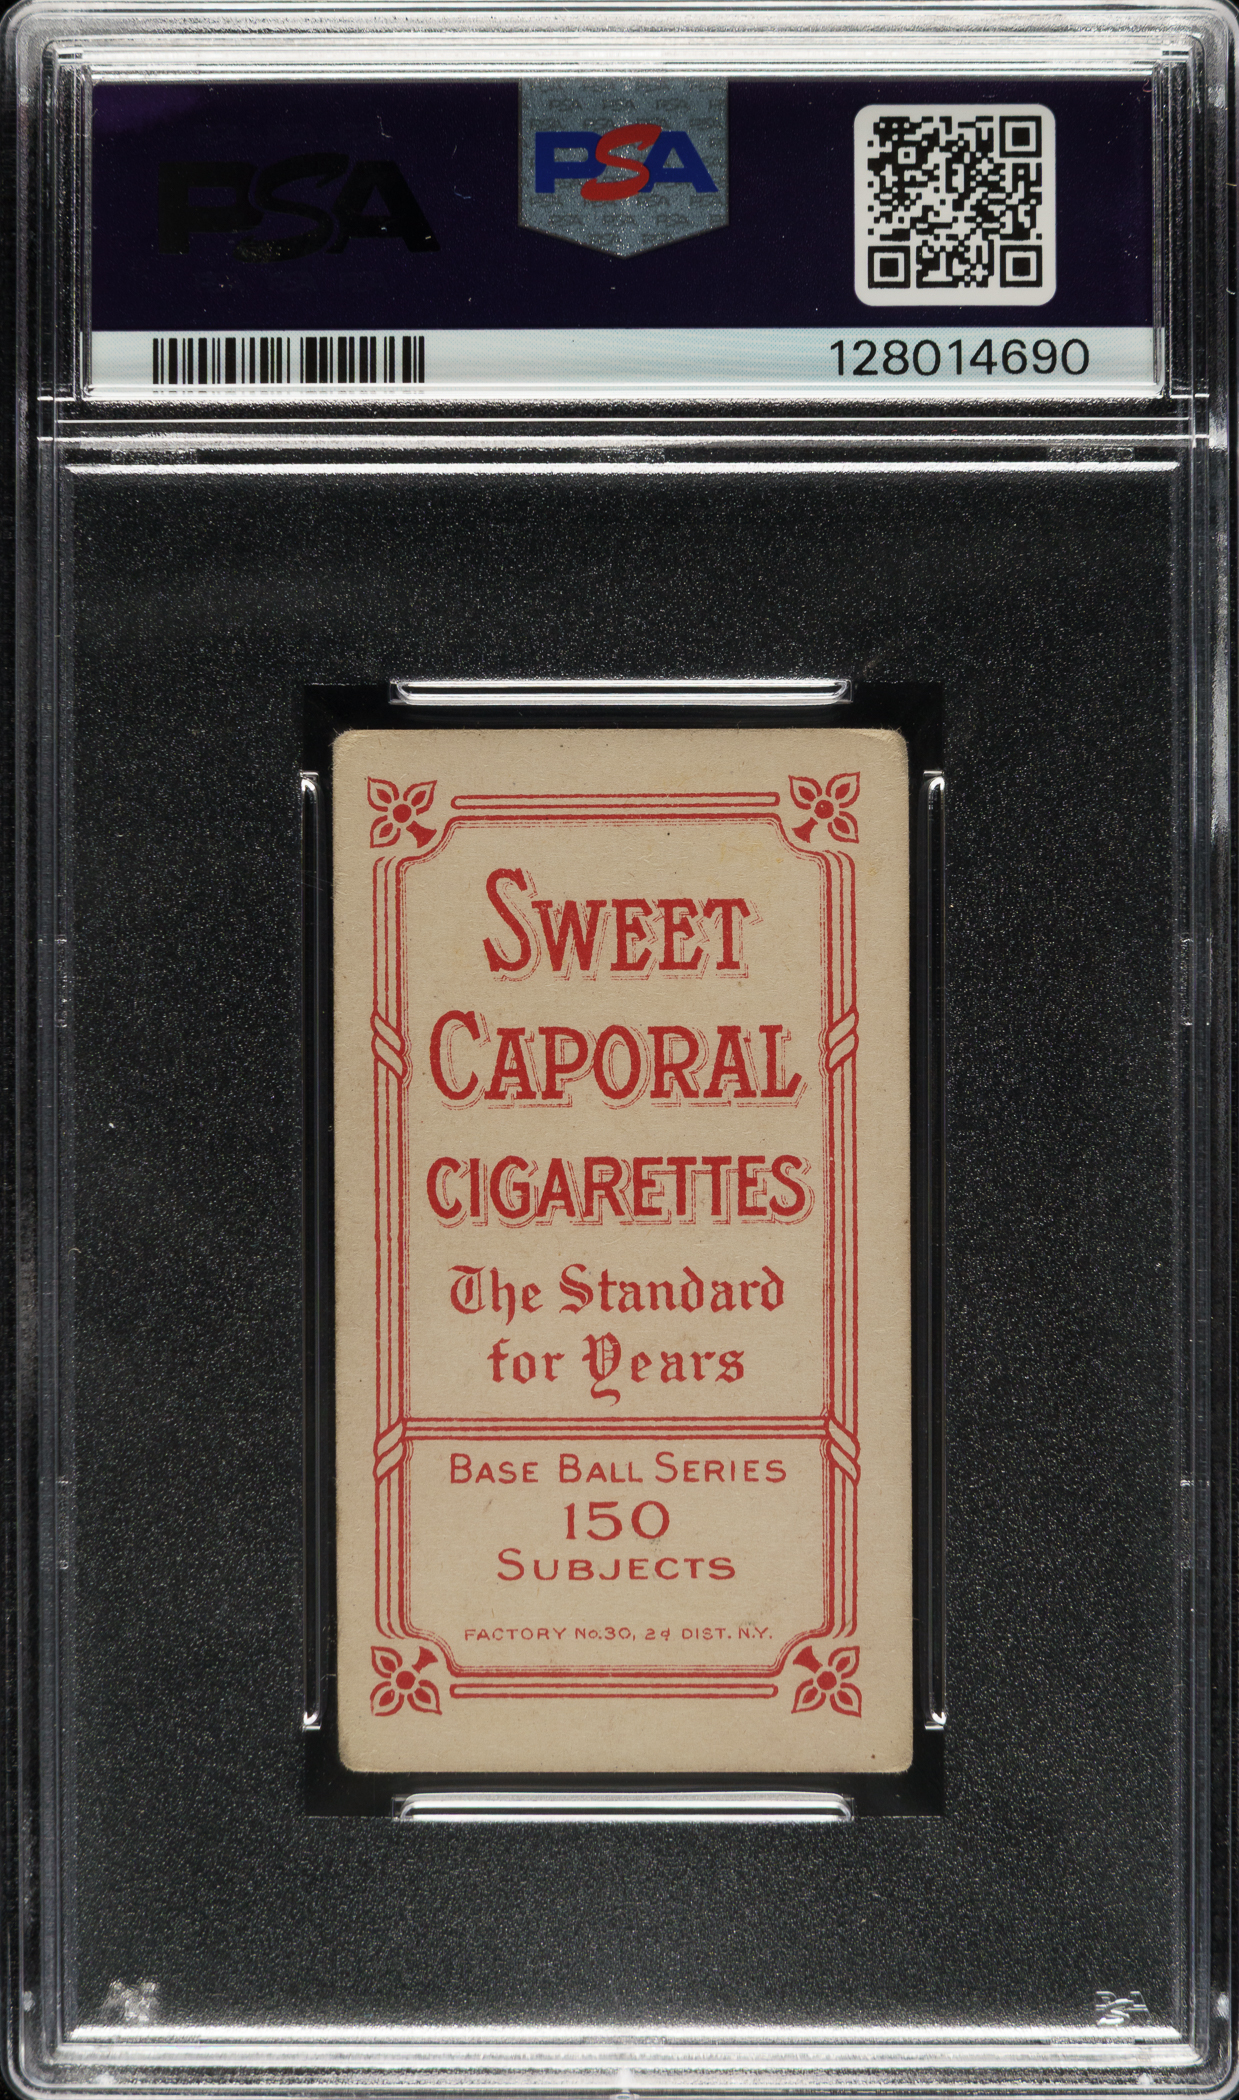 PSA
PSA
128014690
SWEET
CAPORAL
CIGARETTES
The Standard
for Years
BASE BALL SERIES
150
SUBJECTS
FACTORY No.30, 2d DIST. N.Y.
PSA